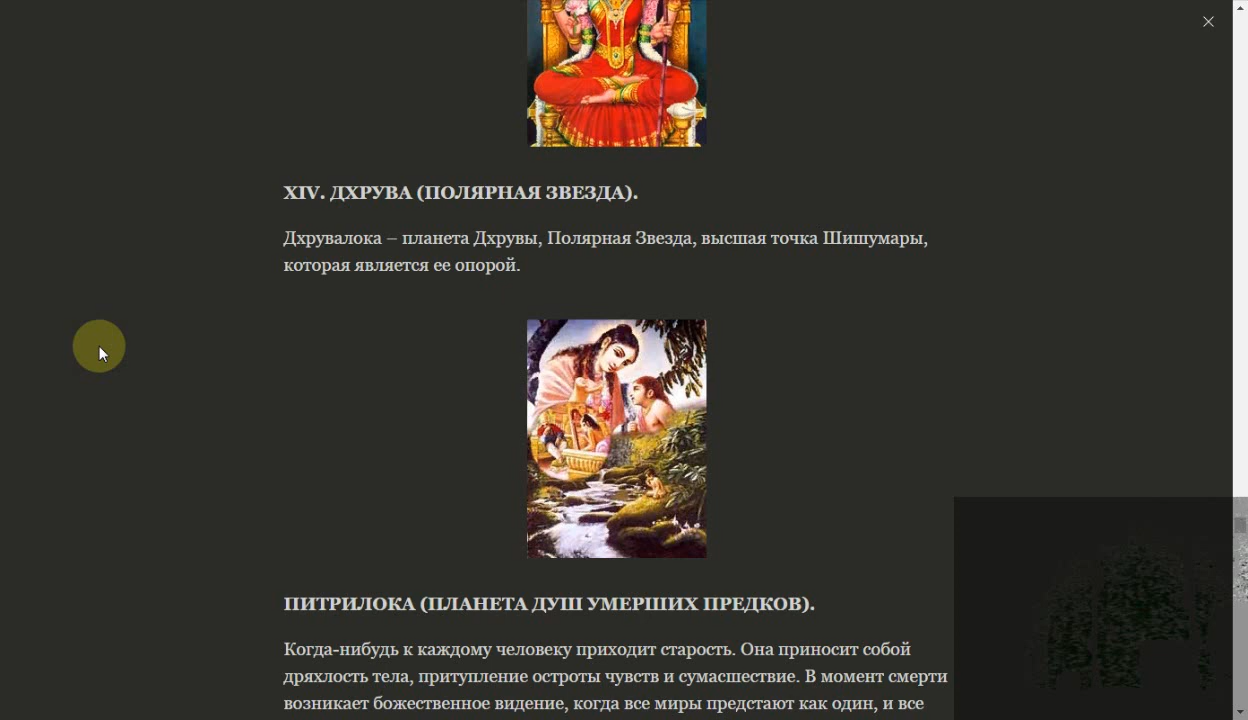 XIV. ДХРУВА (ПОЛЯРНАЯ ЗВЕЗДА).
Дхрувалока – планета Дхрувы, Полярная Звезда, высшая точка Шишумары,
которая является ее опорой.
ПИТРИЛОКА (ПЛАНЕТА ДУШ УМЕРШИХ ПРЕДКОВ).
Когда-нибудь к каждому человеку приходит старость. Она приносит собой
дряхлость тела, притупление остроты чувств и сумасшествие. В момент смерти
возникает божественное видение, когда все миры предстают как один, и все